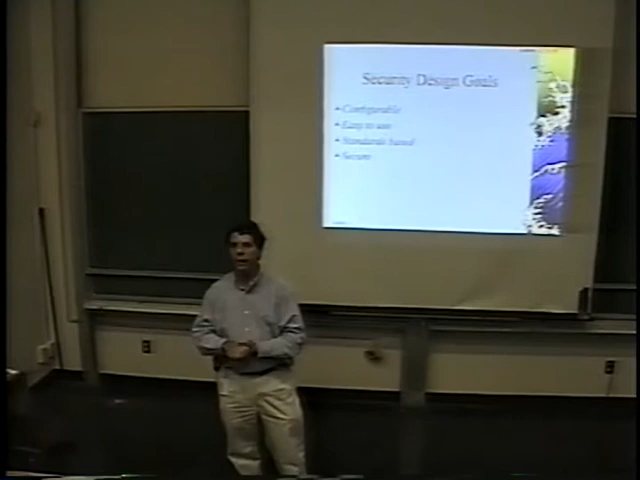 Security Design Goals
Configurable
Easy to use
Standards based
Secure